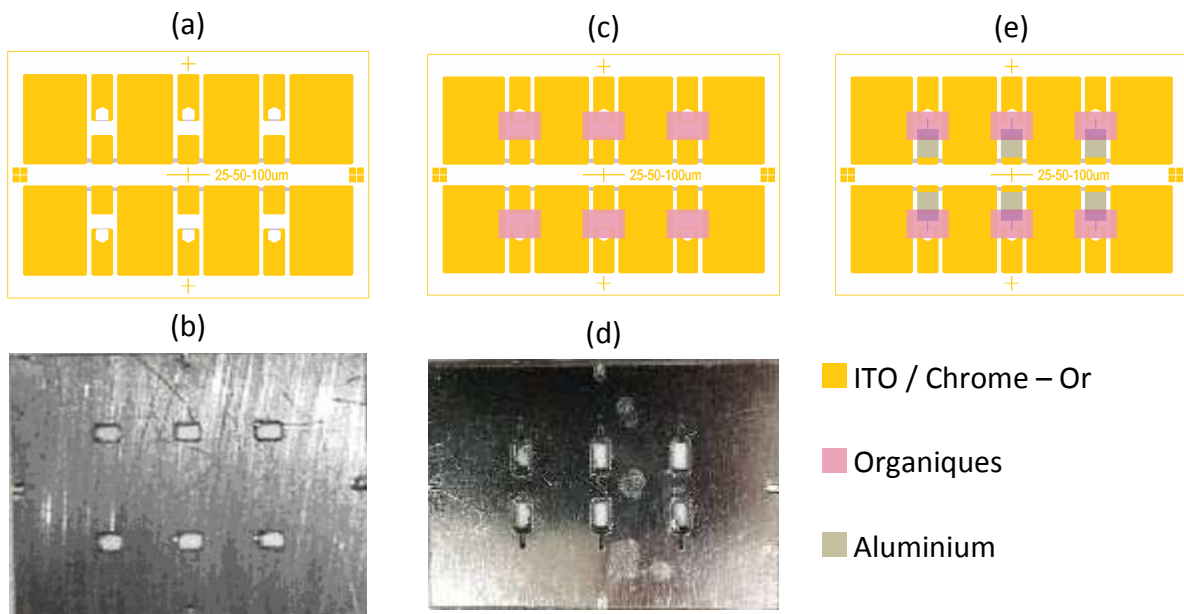 (a)
(c)
(e)
25-50-100um
25-50-100um
25-50-100um
(b)
(d)
ITO / Chrome – Or
Organiques
Aluminium